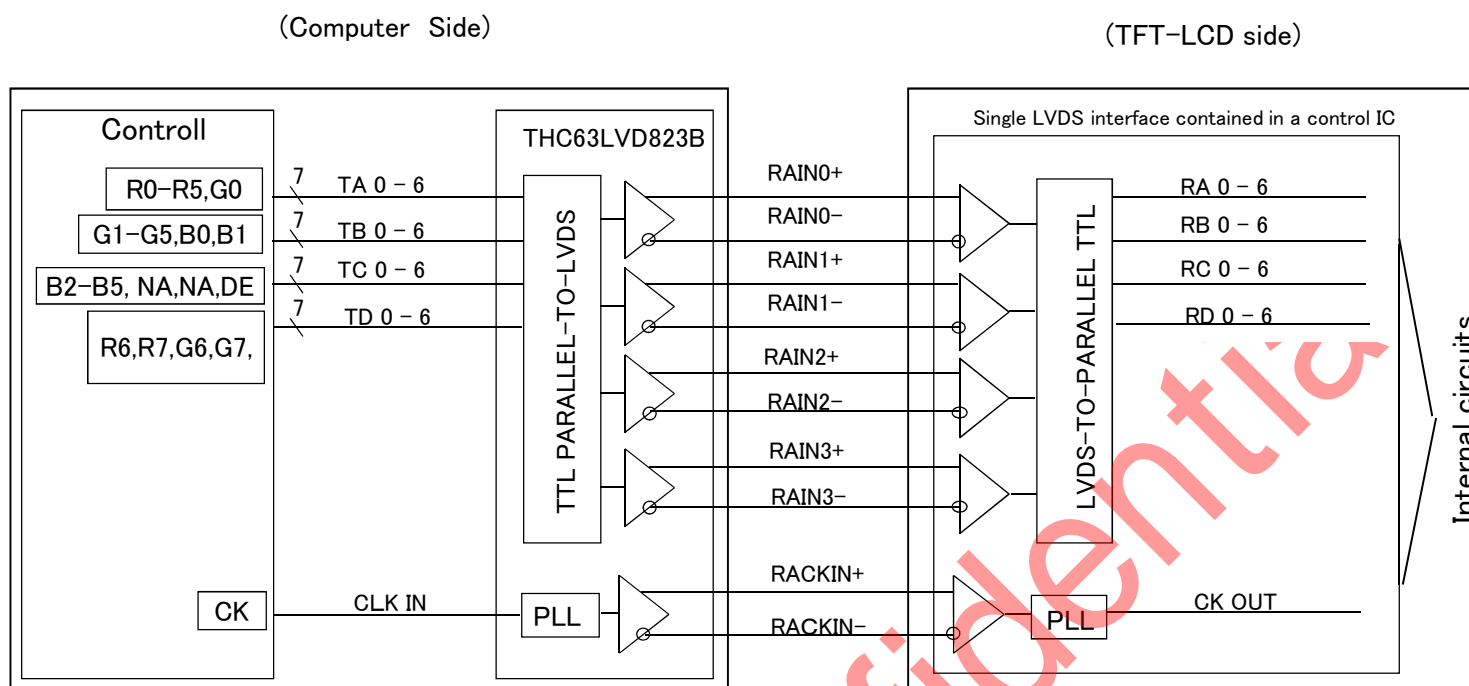 (Computer Side)
(TFT-LCD side)
Controll
THC63LVD823B
Single LVDS interface contained in a control IC
R0-R5,G0
7
TA 0 - 6
RAIN0+
RA 0 - 6
G1-G5,B0,B1
7
TB 0 - 6
RAIN0-
RB 0 - 6
B2-B5, NA,NA,DE
7
TC 0 - 6
RAIN1+
RC 0 - 6
R6,R7,G6,G7,
7
TD 0 - 6
RAIN1-
RD 0 - 6
TTL PARALLEL-TO-LVDS
RAIN2+
RAIN2-
RAIN3+
RAIN3-
LVDS-TO-PARALLEL TTL
Internal circuits
CK
CLK IN
PLL
RACKIN+
RACKIN-
PLL
CK OUT